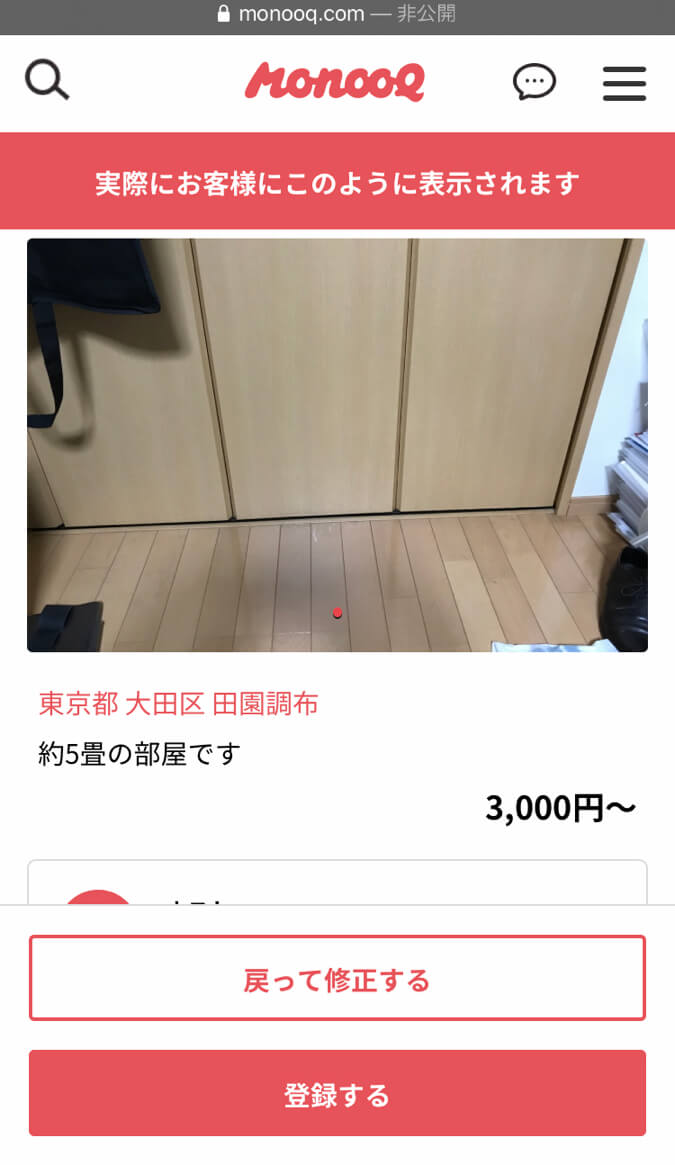 monooq.com — 非公開
MonooQ
実際にお客様にこのように表示されます
東京都 大田区 田園調布
約5畳の部屋です
3,000円〜
戻って修正する
登録する